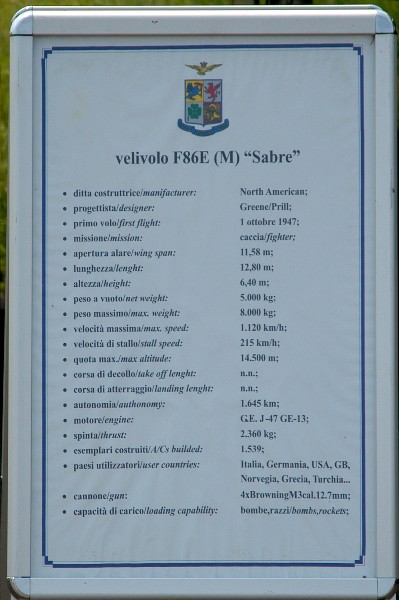 velivolo F86E (M) “Sabre”
• ditta costruttrice/manifacturer: North American;
• progettista/designer: Greene/Prill;
• primo volo/first flight: 1 ottobre 1947;
• missione/mission: caccia/fighter;
• apertura alare/wing span: 11,58 m;
• lunghezza/lenght: 12,80 m;
• altezza/height: 6,40 m;
• peso a vuoto/net weight: 5.000 kg;
• peso massimo/max. weight: 8.000 kg;
• velocità massima/max. speed: 1.120 km/h;
• velocità di stallo/stall speed: 215 km/h;
• quota max./max altitude: 14.500 m;
• corsa di decollo/take off lenght: n.n.;
• corsa di atterraggio/landing lenght: n.n.;
• autonomia/authonomy: 1.645 km;
• motore/engine: G.E. J-47 GE-13;
• spinta/thrust: 2.360 kg;
• esemplari costruiti/A/Cs builded: 1.539;
• paesi utilizzatori/user countries: Italia, Germania, USA, GB,
Norvegia, Grecia, Turchia...
• cannone/gun: 4xBrowningM3cal.12.7mm;
• capacità di carico/loading capability: bombe,razzi/bombs,rockets;